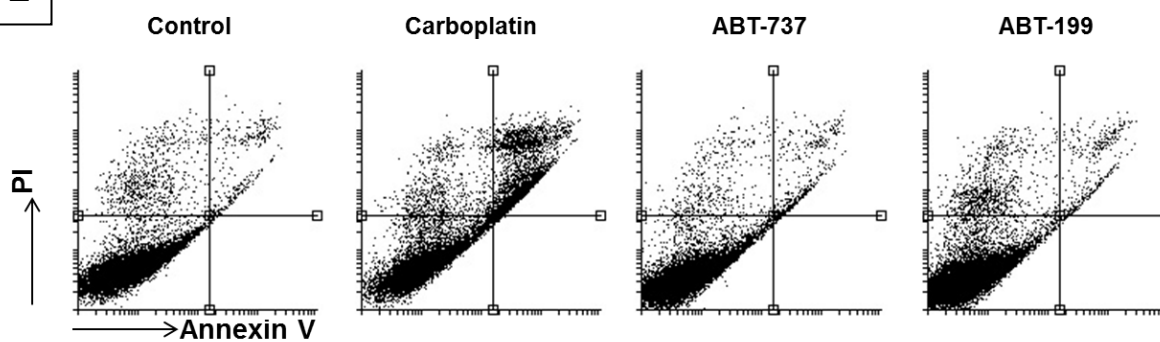 Control
Carboplatin
ABT-737
ABT-199
PI
Annexin V